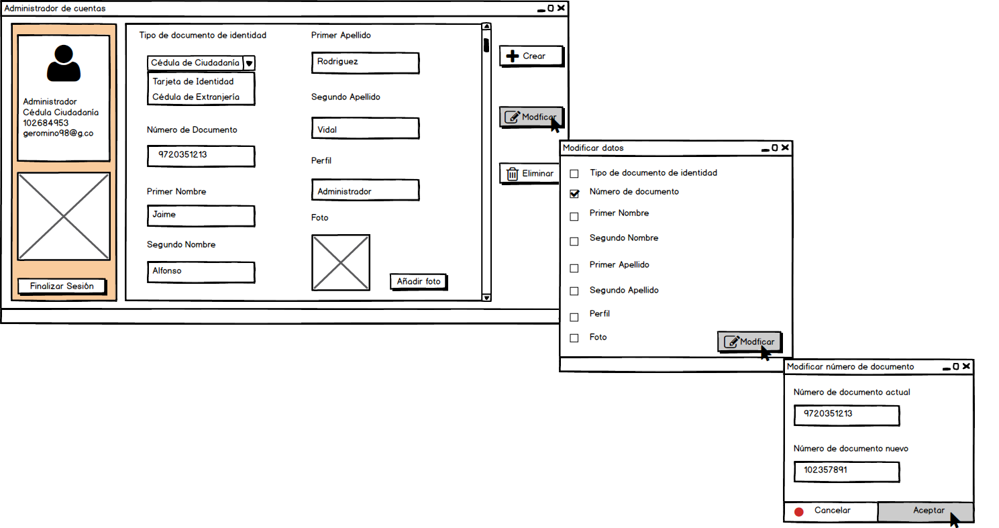 Administrador de cuentas
Administrador
Cédula Ciudadanía
102684953
geromino98@g.co
Finalizar Sesión
Tipo de documento de identidad
Cédula de Ciudadanía
Tarjeta de Identidad
Cédula de Extranjería
Número de Documento
9720351213
Primer Nombre
Jaime
Segundo Nombre
Alfonso
Primer Apellido
Rodriguez
Segundo Apellido
Vidal
Perfil
Administrador
Foto
Añadir foto
Crear
Modficar
Eliminar
Modificar datos
Tipo de documento de identidad
Número de documento
Primer Nombre
Segundo Nombre
Primer Apellido
Segundo Apellido
Perfil
Foto
Modficar
Modificar número de documento
Número de documento actual
9720351213
Número de documento nuevo
102357891
Cancelar
Aceptar